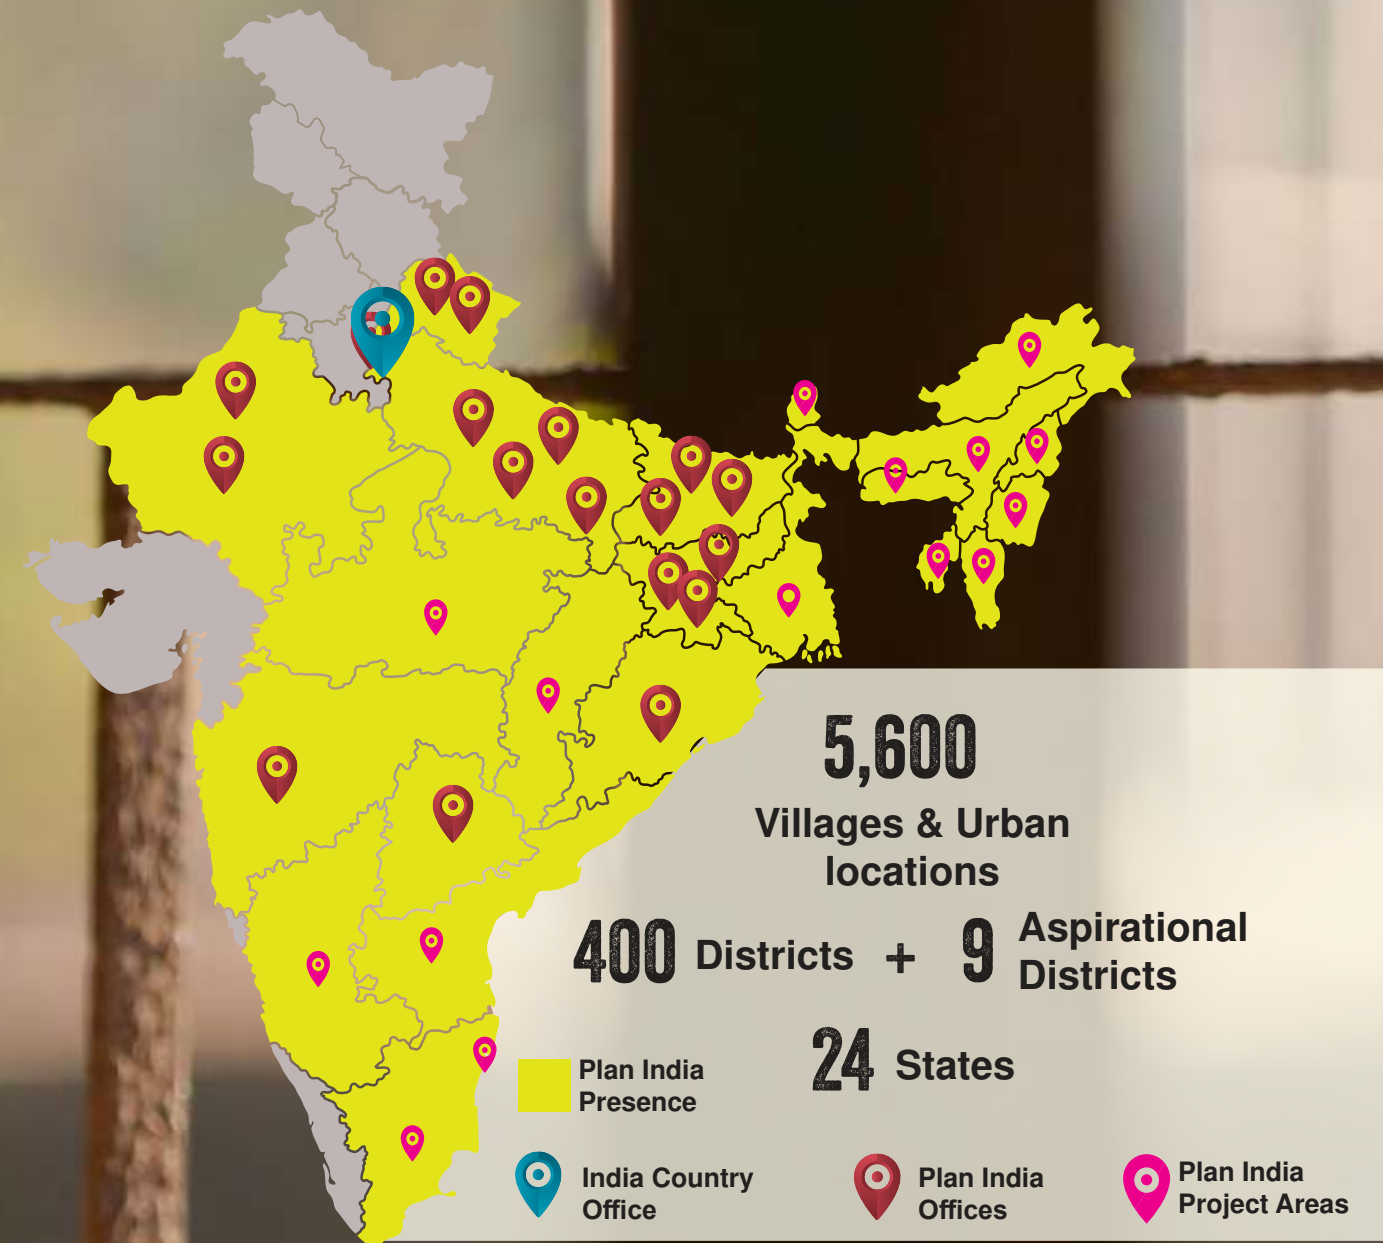 5,600
Villages & Urban
locations
400 Districts + 9 Aspirational
Districts
24 States
Plan India
Presence
India Country
Office
Plan India
Offices
Plan India
Project Areas